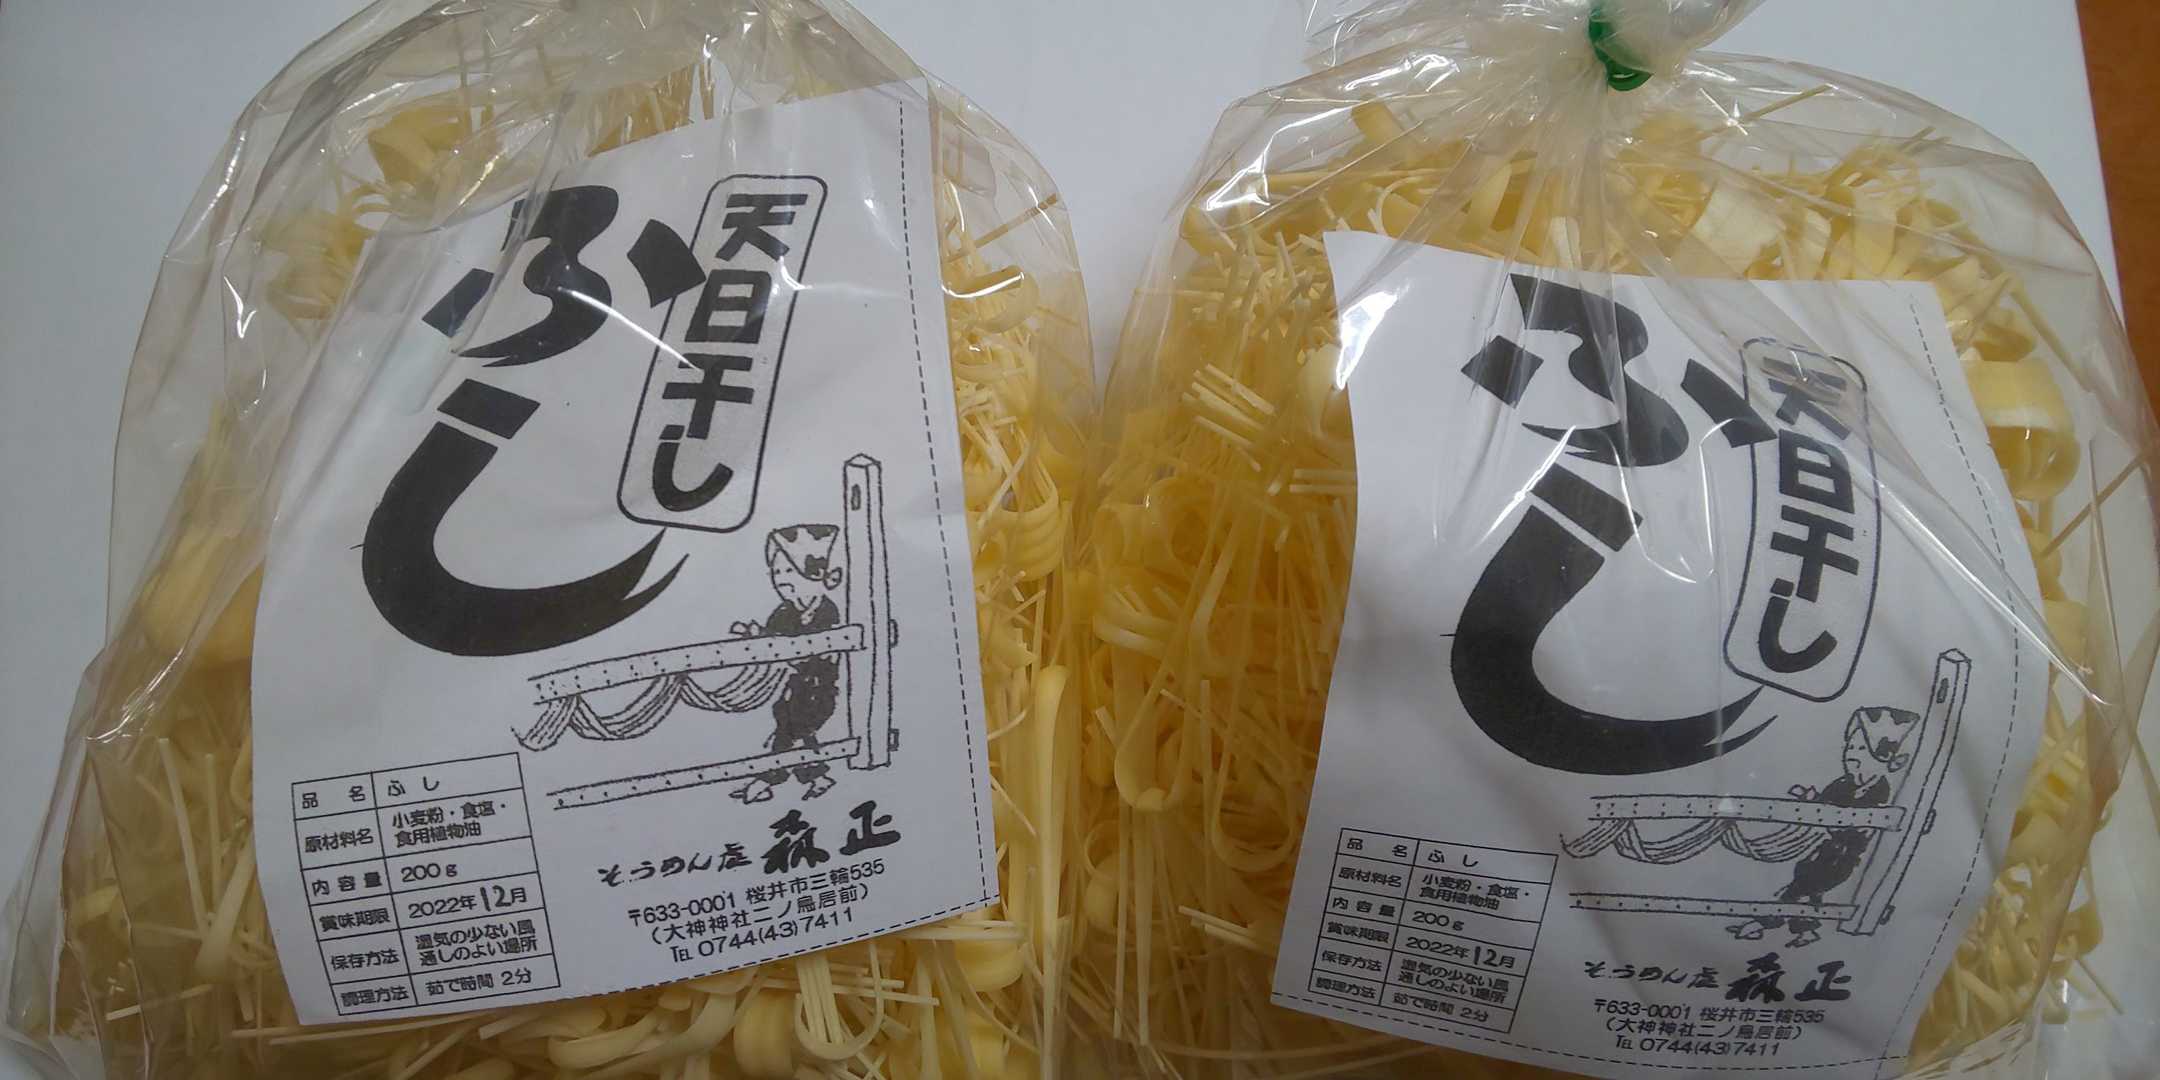 天日干し
ふし
品名 ふし
原材料名 小麦粉・食塩・
食用植物油
内容量 200g
賞味期限 2022年12月
保存方法 湿気の少ない風
通しのよい場所
調理方法 茹で時間 2分
そうめん處 森正
〒633-0001 桜井市三輪535
(大神神社二ノ鳥居前)
TEL 0744(43)7411
天日干し
ふし
品名 ふし
原材料名 小麦粉・食塩・
食用植物油
内容量 200g
賞味期限 2022年12月
保存方法 湿気の少ない風
通しのよい場所
調理方法 茹で時間 2分
そうめん處 森正
〒633-0001 桜井市三輪535
(大神神社二ノ鳥居前)
TEL 0744(43)7411